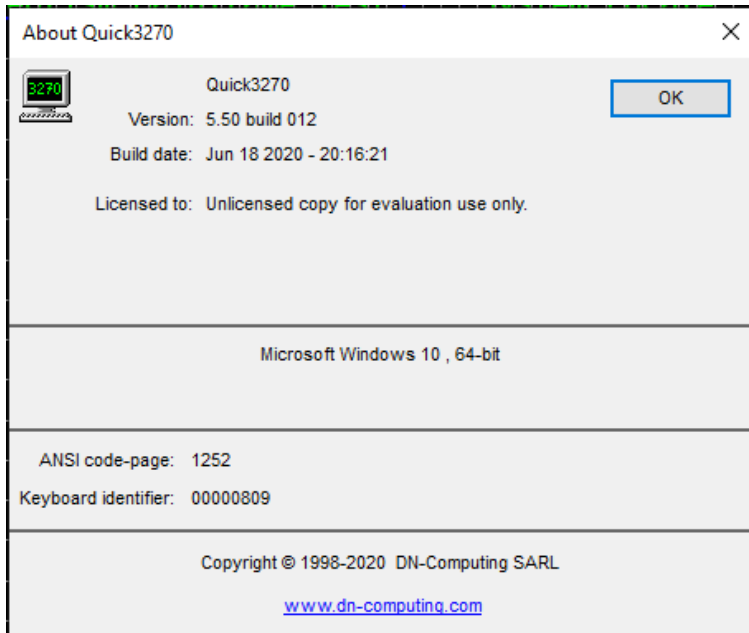 About Quick3270
3270
Quick3270
OK
Version: 5.50 build 012
Build date: Jun 18 2020 - 20:16:21
Licensed to: Unlicensed copy for evaluation use only.
Microsoft Windows 10 , 64-bit
ANSI code-page: 1252
Keyboard identifier: 00000809
Copyright © 1998-2020 DN-Computing SARL
www.dn-computing.com